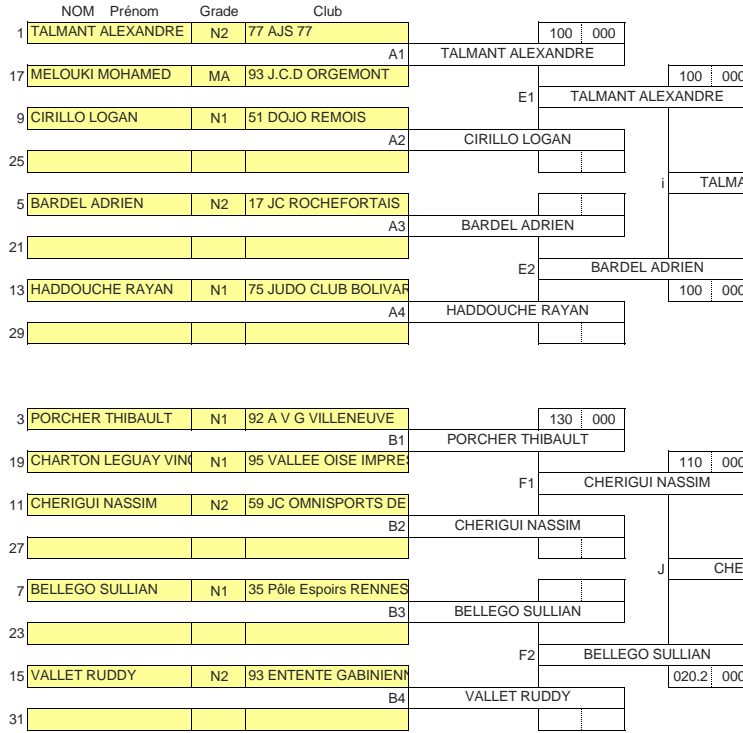 NOM Prénom Grade Club
1 TALMANT ALEXANDRE N2 77 AJS 77 100 000
A1 TALMANT ALEXANDRE
17 MELOUKI MOHAMED MA 93 J.C.D ORGEMONT 100 000
E1 TALMANT ALEXANDRE
9 CIRILLO LOGAN N1 51 DOJO REMOIS
A2 CIRILLO LOGAN
25
i TALMA
5 BARDEL ADRIEN N2 17 JC ROCHEFORTAIS
A3 BARDEL ADRIEN
21
E2 BARDEL ADRIEN
13 HADDOUCHE RAYAN N1 75 JUDO CLUB BOLIVAR 100 000
A4 HADDOUCHE RAYAN
29
3 PORCHER THIBAULT N1 92 A V G VILLENEUVE 130 000
B1 PORCHER THIBAULT
19 CHARTON LEGUAY VINC N1 95 VALLEE OISE IMPRES 110 000
F1 CHERIGUI NASSIM
11 CHERIGUI NASSIM N2 59 JC OMNISPORTS DE
B2 CHERIGUI NASSIM
27
J CHE
7 BELLEGO SULLIAN N1 35 Pôle Espoirs RENNES
B3 BELLEGO SULLIAN
23
F2 BELLEGO SULLIAN
15 VALLET RUDDY N2 93 ENTENTE GABINIENN 020.2 000
B4 VALLET RUDDY
31